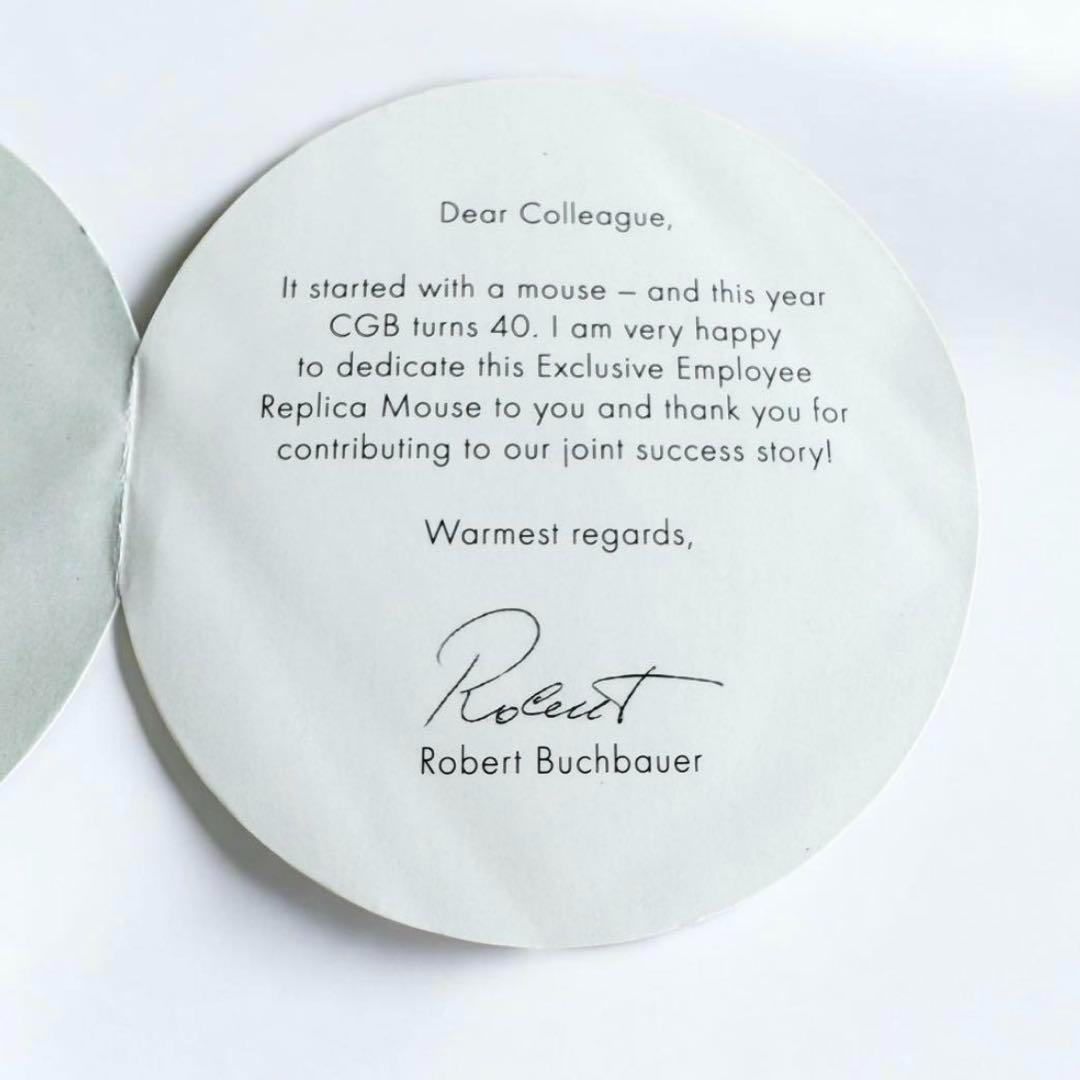 Dear Colleague,
It started with a mouse – and this year
CGB turns 40. I am very happy
to dedicate this Exclusive Employee
Replica Mouse to you and thank you for
contributing to our joint success story!
Warmest regards,
Robert
Robert Buchbauer